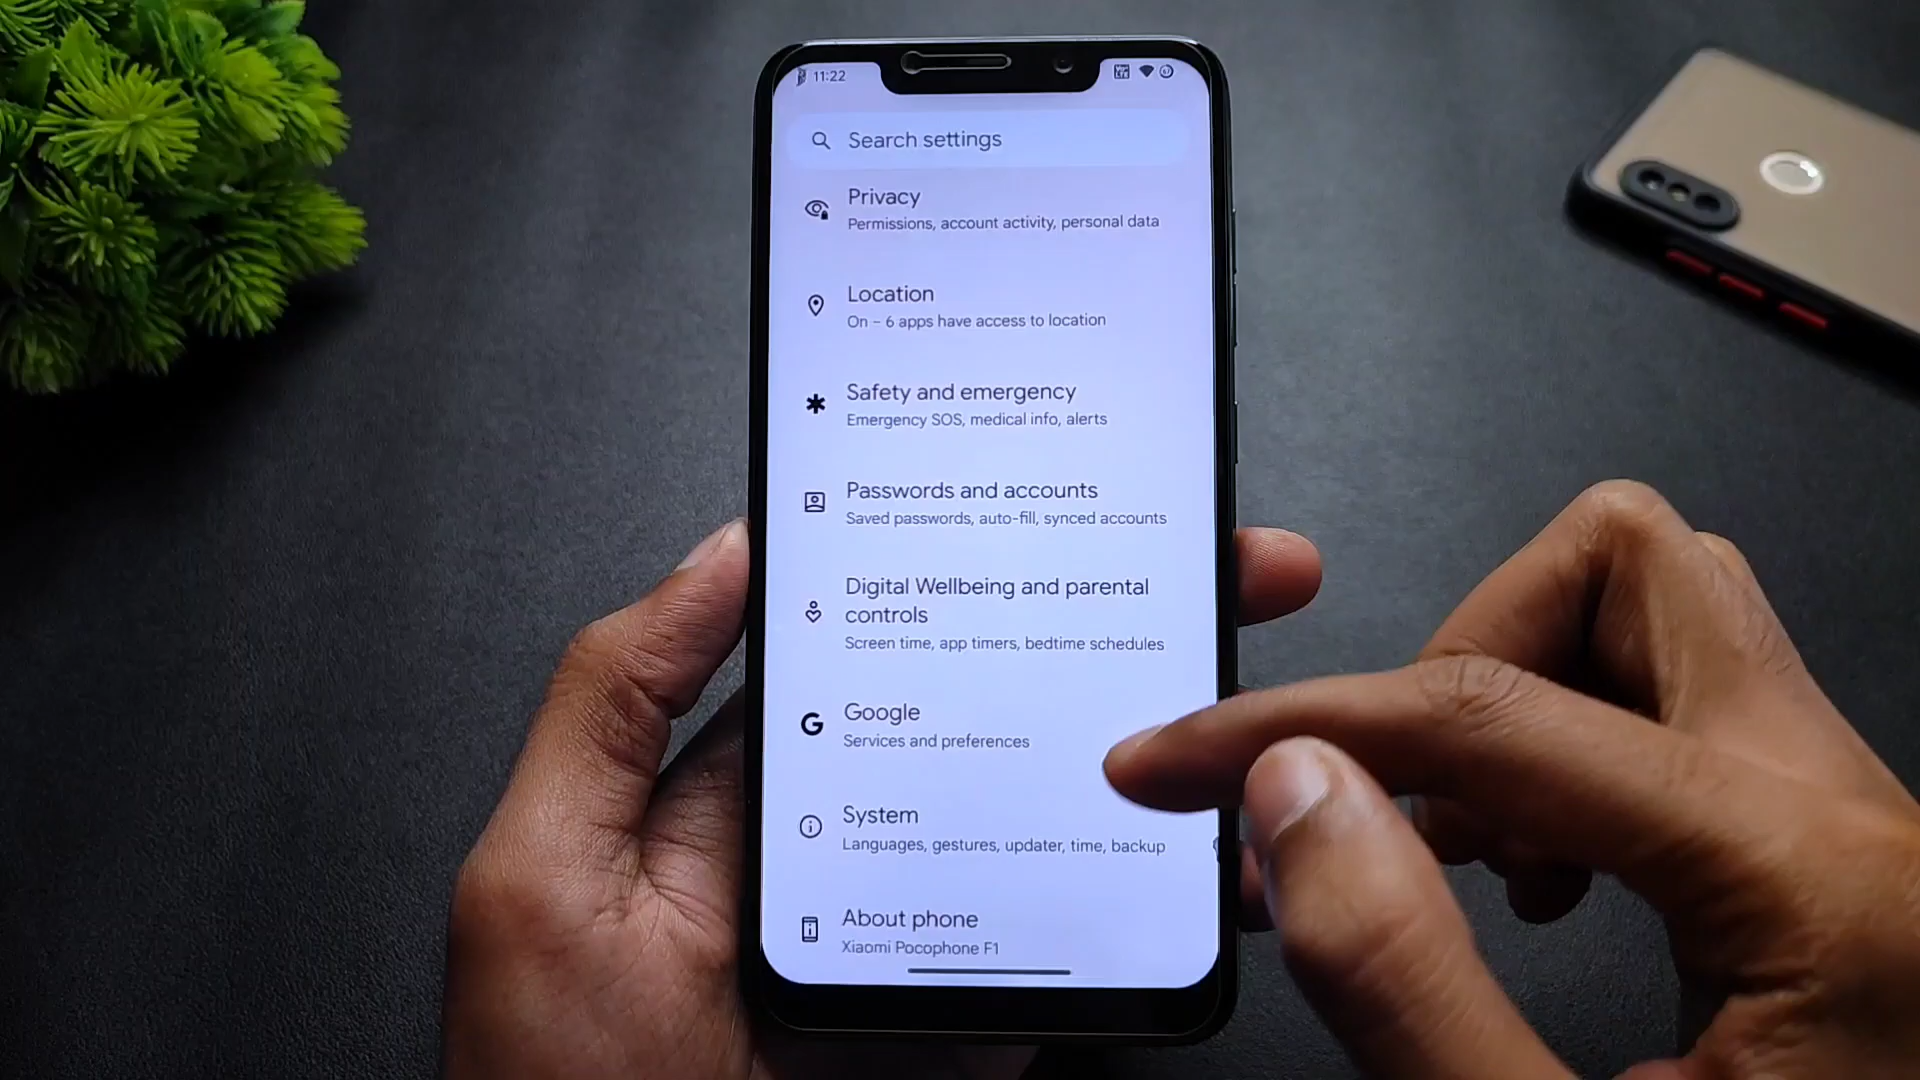 11:22
Search settings
Privacy
Permissions, account activity, personal data
Location
On – 6 apps have access to location
Safety and emergency
Emergency SOS, medical info, alerts
Passwords and accounts
Saved passwords, auto-fill, synced accounts
Digital Wellbeing and parental
controls
Screen time, app timers, bedtime schedules
Google
Services and preferences
System
Languages, gestures, updater, time, backup
About phone
Xiaomi Pocophone F1